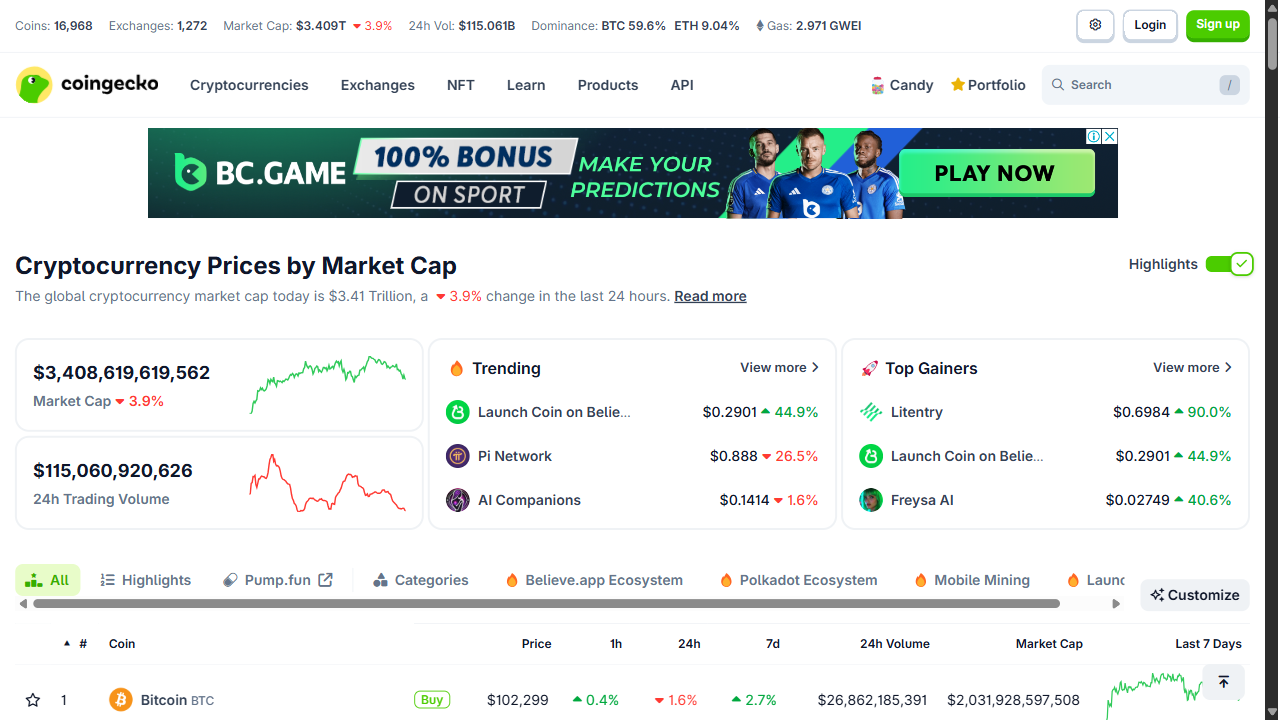 Coins: 16,968 Exchanges: 1,272 Market Cap: $3.409T 3.9% 24h Vol: $115.061B Dominance: BTC 59.6% ETH 9.04% Gas: 2.971 GWEI
Login
Sign up
coingecko
Cryptocurrencies Exchanges NFT Learn Products API
Candy Portfolio Search /
BC.GAME
100% BONUS
ON SPORT
MAKE YOUR
PREDICTIONS
PLAY NOW
Cryptocurrency Prices by Market Cap
Highlights
The global cryptocurrency market cap today is $3.41 Trillion, a 3.9% change in the last 24 hours. Read more
$3,408,619,619,562
Market Cap 3.9%
$115,060,920,626
24h Trading Volume
Trending View more
Launch Coin on Belie... $0.2901 44.9%
Pi Network $0.888 26.5%
AI Companions $0.1414 1.6%
Top Gainers View more
Litentry $0.6984 90.0%
Launch Coin on Belie... $0.2901 44.9%
Freysa AI $0.02749 40.6%
All Highlights Pump.fun Categories Believe.app Ecosystem Polkadot Ecosystem Mobile Mining Launc
Customize
# Coin Price 1h 24h 7d 24h Volume Market Cap Last 7 Days
1 Bitcoin BTC Buy $102,299 0.4% 1.6% 2.7% $26,862,185,391 $2,031,928,597,508